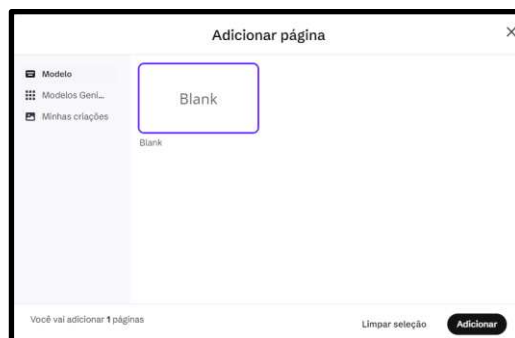 Adicionar página
Modelo
Modelos Geni...
Minhas criações
Blank
Blank
Você vai adicionar 1 páginas
Limpar seleção
Adicionar